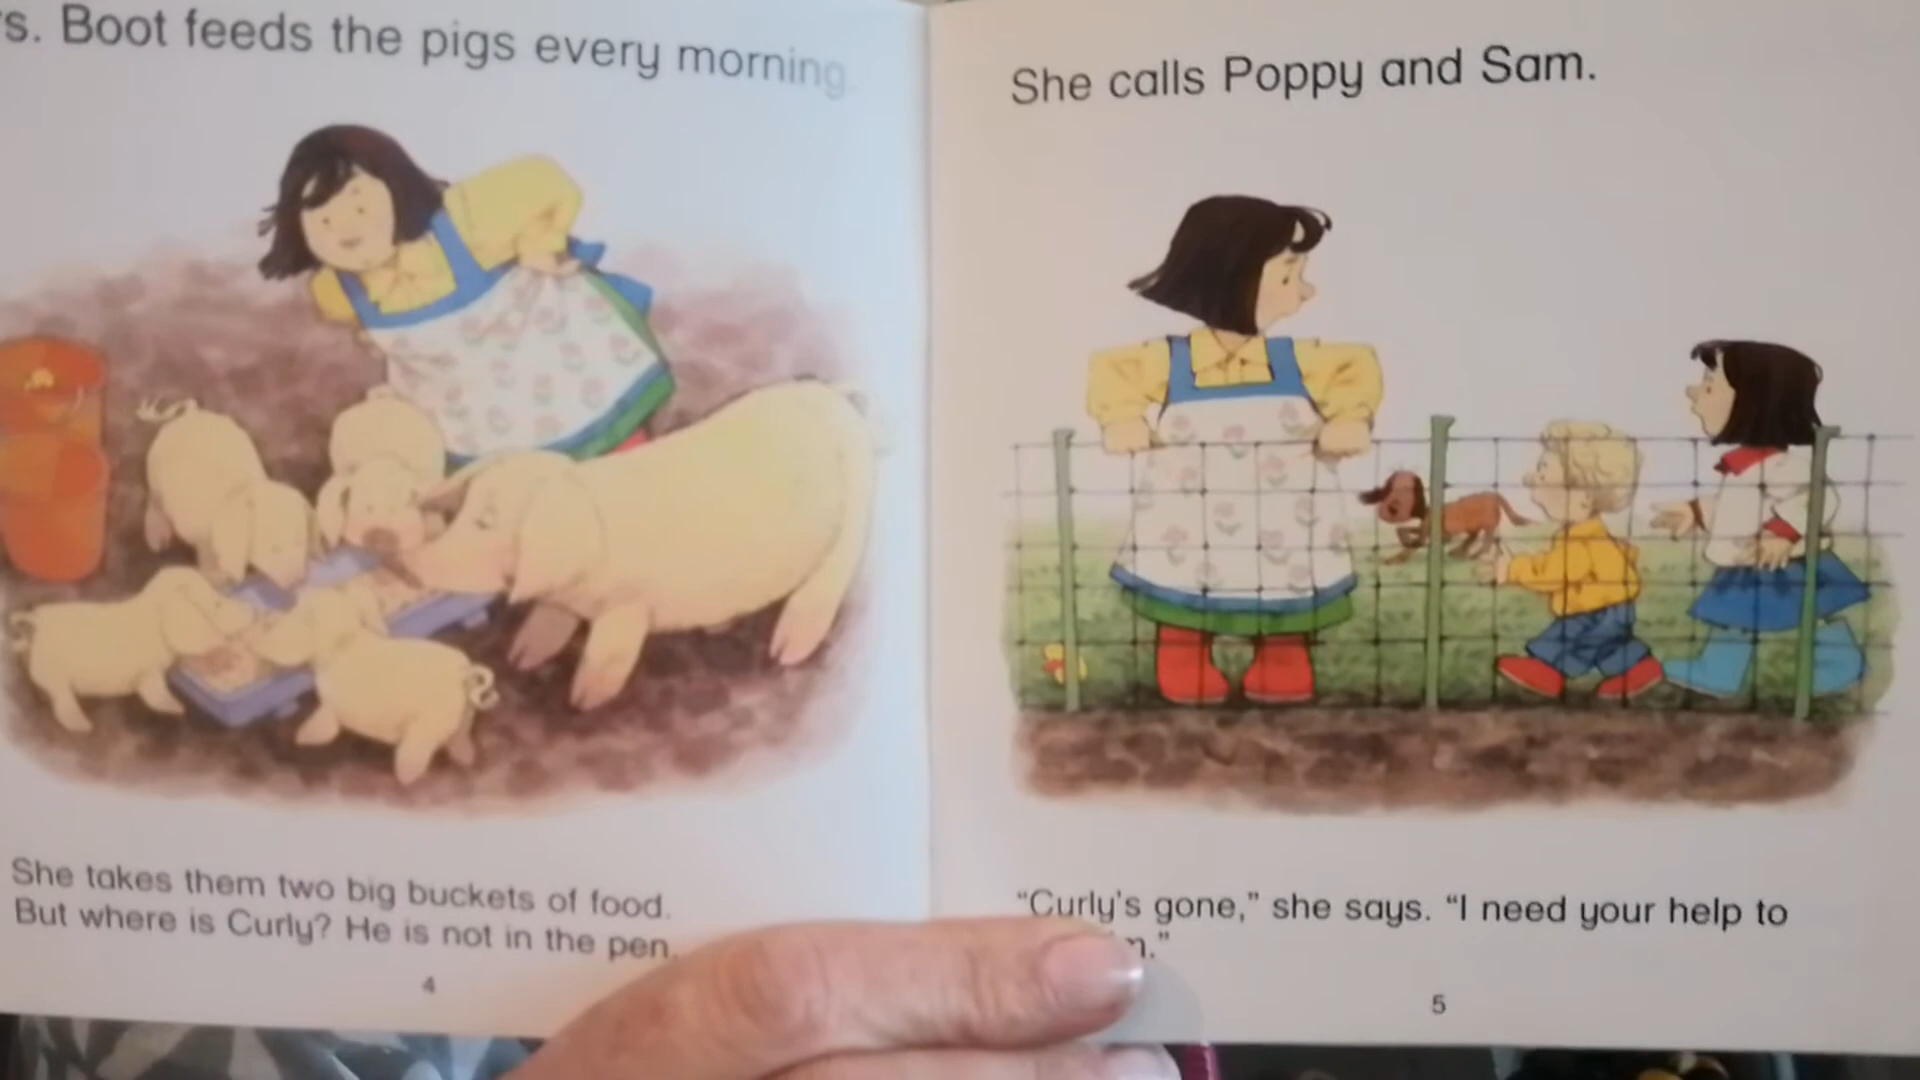 s. Boot feeds the pigs every morning.
She takes them two big buckets of food.
But where is Curly? He is not in the pen.
4
She calls Poppy and Sam.
"Curly's gone," she says. "I need your help to
5